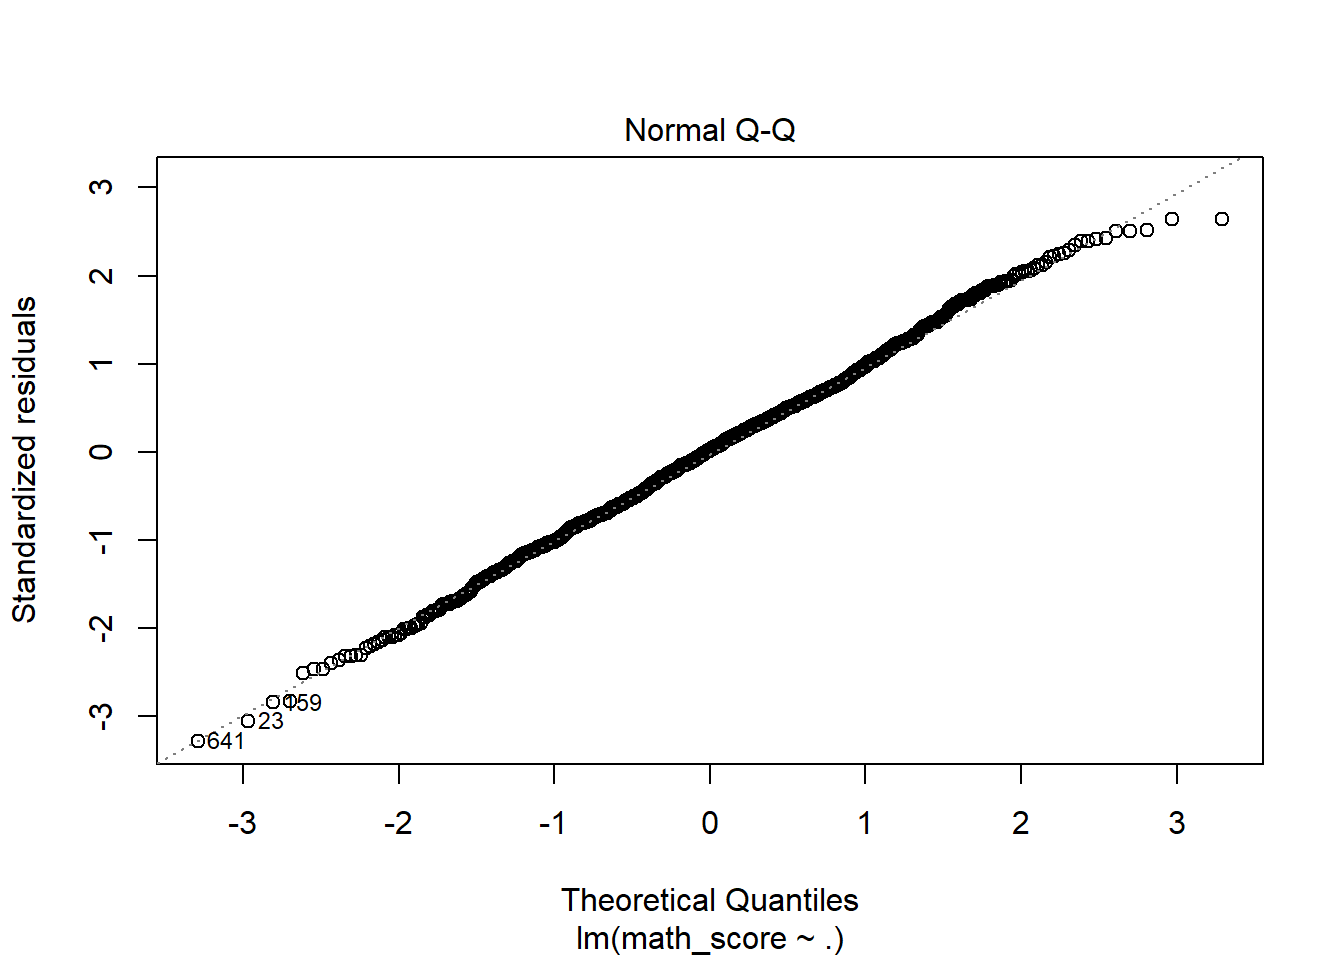 Normal Q-Q
Standardized residuals
3
2
1
0
-1
-2
-3
159
23
641
-3 -2 -1 0 1 2 3
Theoretical Quantiles
lm(math_score ~ .)